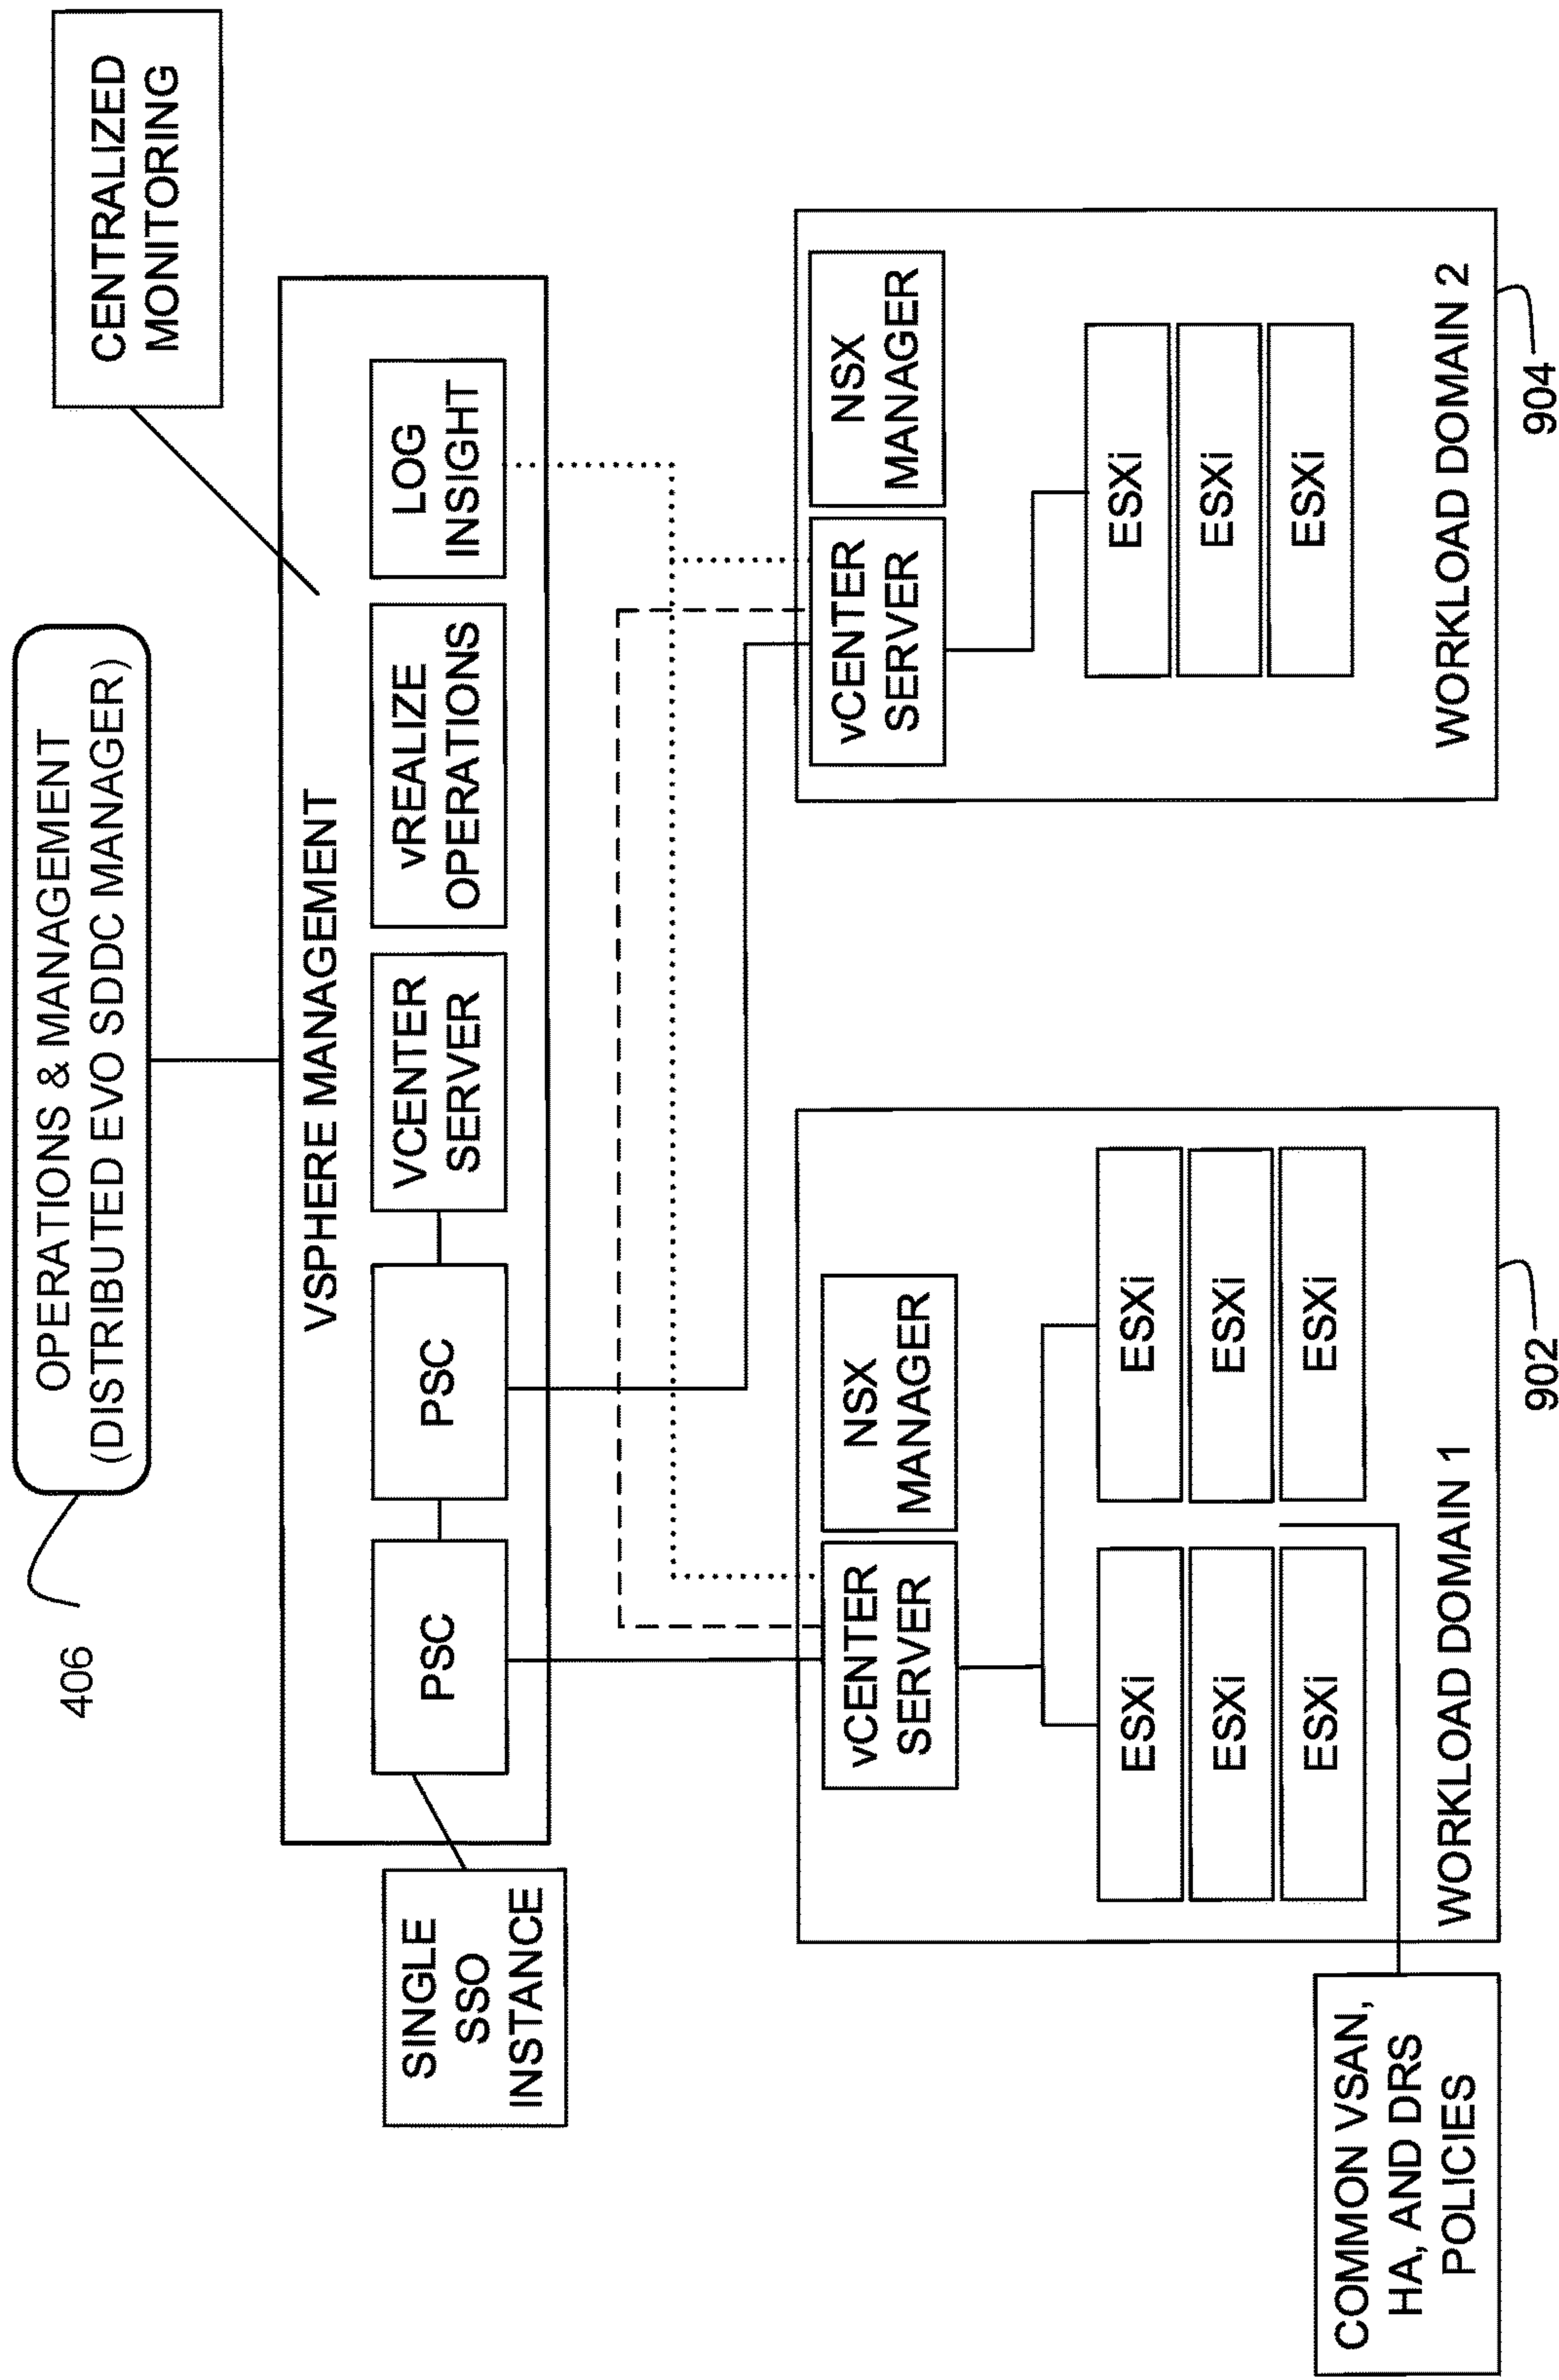 406
OPERATIONS & MANAGEMENT
(DISTRIBUTED EVO SDDC MANAGER)
CENTRALIZED
MONITORING
VSPHERE MANAGEMENT
SINGLE
SSO
INSTANCE
PSC
PSC
VCENTER
SERVER
vREALIZE
OPERATIONS
LOG
INSIGHT
vCENTER
SERVER
NSX
MANAGER
ESXi
ESXi
ESXi
ESXi
ESXi
ESXi
WORKLOAD DOMAIN 1
902
COMMON VSAN,
HA, AND DRS
POLICIES
vCENTER
SERVER
NSX
MANAGER
ESXi
ESXi
ESXi
WORKLOAD DOMAIN 2
904